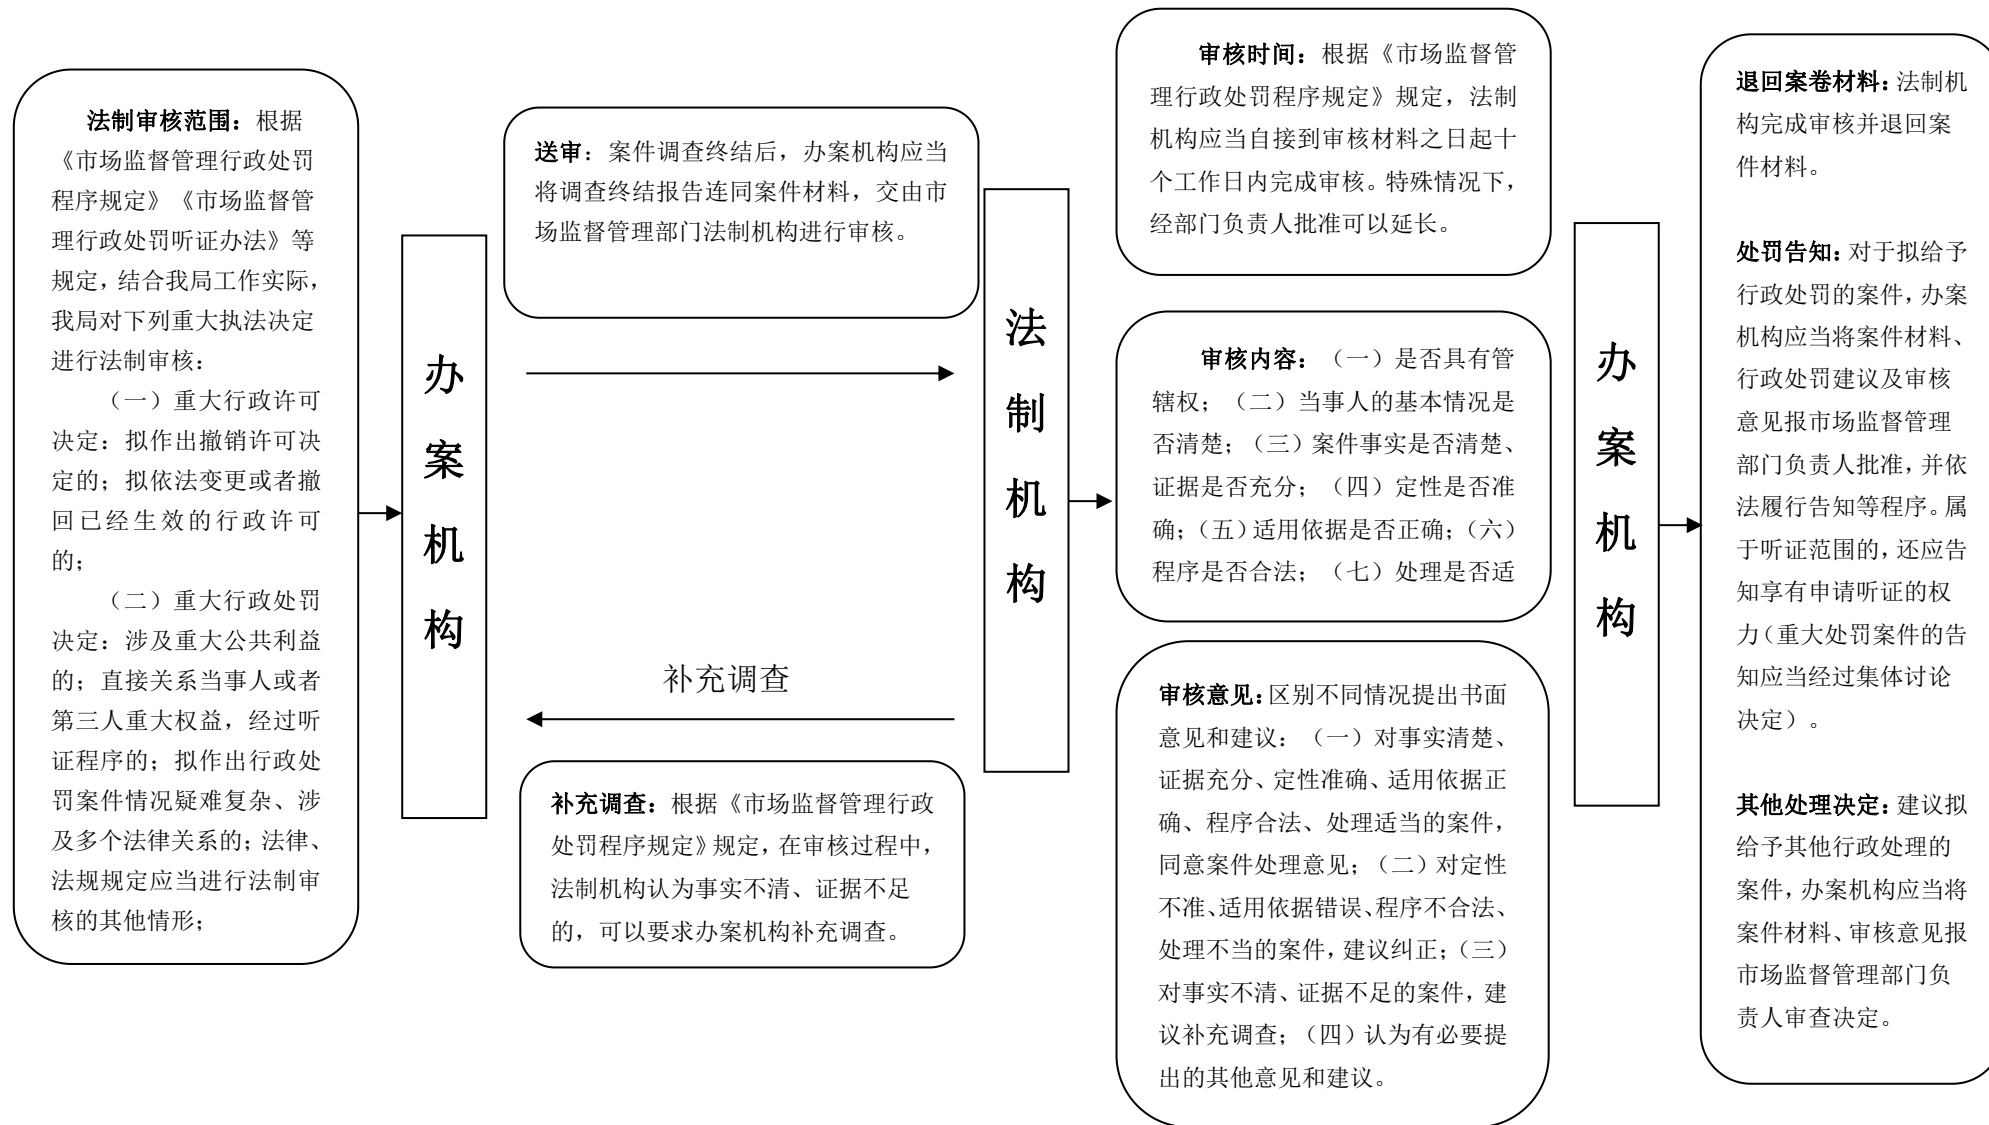 法制审核范围：根据
《市场监督管理行政处罚
程序规定》《市场监督管
理行政处罚听证办法》等
规定，结合我局工作实际，
我局对下列重大执法决定
进行法制审核：
（一）重大行政许可
决定：拟作出撤销许可决
定的；拟依法变更或者撤
回已经生效的行政许可
的；
（二）重大行政处罚
决定：涉及重大公共利益
的；直接关系当事人或者
第三人重大权益，经过听
证程序的；拟作出行政处
罚案件情况疑难复杂、涉
及多个法律关系的；法律、
法规规定应当进行法制审
核的其他情形；
办
案
机
构
送审：案件调查终结后，办案机构应当
将调查终结报告连同案件材料，交由市
场监督管理部门法制机构进行审核。
补充调查
补充调查：根据《市场监督管理行政
处罚程序规定》规定，在审核过程中，
法制机构认为事实不清、证据不足
的，可以要求办案机构补充调查。
法
制
机
构
审核时间：根据《市场监督管
理行政处罚程序规定》规定，法制
机构应当自接到审核材料之日起十
个工作日内完成审核。特殊情况下，
经部门负责人批准可以延长。
审核内容：（一）是否具有管
辖权；（二）当事人的基本情况是
否清楚；（三）案件事实是否清楚、
证据是否充分；（四）定性是否准
确；（五）适用依据是否正确；（六）
程序是否合法；（七）处理是否适
审核意见：区别不同情况提出书面
意见和建议：（一）对事实清楚、
证据充分、定性准确、适用依据正
确、程序合法、处理适当的案件，
同意案件处理意见；（二）对定性
不准、适用依据错误、程序不合法、
处理不当的案件，建议纠正；（三）
对事实不清、证据不足的案件，建
议补充调查；（四）认为有必要提
出的其他意见和建议。
办
案
机
构
退回案卷材料：法制机
构完成审核并退回案
件材料。
处罚告知：对于拟给予
行政处罚的案件，办案
机构应当将案件材料、
行政处罚建议及审核
意见报市场监督管理
部门负责人批准，并依
法履行告知等程序。属
于听证范围的，还应告
知享有申请听证的权
力（重大处罚案件的告
知应当经过集体讨论
决定）。
其他处理决定：建议拟
给予其他行政处理的
案件，办案机构应当将
案件材料、审核意见报
市场监督管理部门负
责人审查决定。